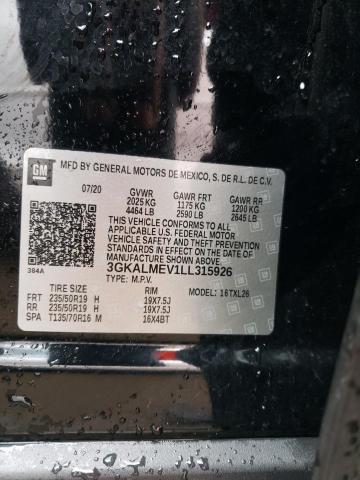 GM
MFD BY GENERAL MOTORS DE MEXICO, S. DE R.L. DE C.V.
07/20 GVWR GAWR FRT GAWR RR
2025 KG 1175 KG 1200 KG
4464 LB 2590 LB 2645 LB
THIS VEHICLE CONFORMS TO ALL
APPLICABLE U.S. FEDERAL MOTOR
VEHICLE SAFETY, BUMPER, AND THEFT
PREVENTION STANDARDS IN EFFECT
ON THE DATE OF MANUFACTURE
SHOWN ABOVE.
3GKALMEV1LL315926
384A TYPE: M.P.V. MODEL: 16TXL26
TIRE SIZE RIM
FRT 235/50R19 H 19X7.5J
RR 235/50R19 H 19X7.5J
SPA T135/70R16 M 16X4BT